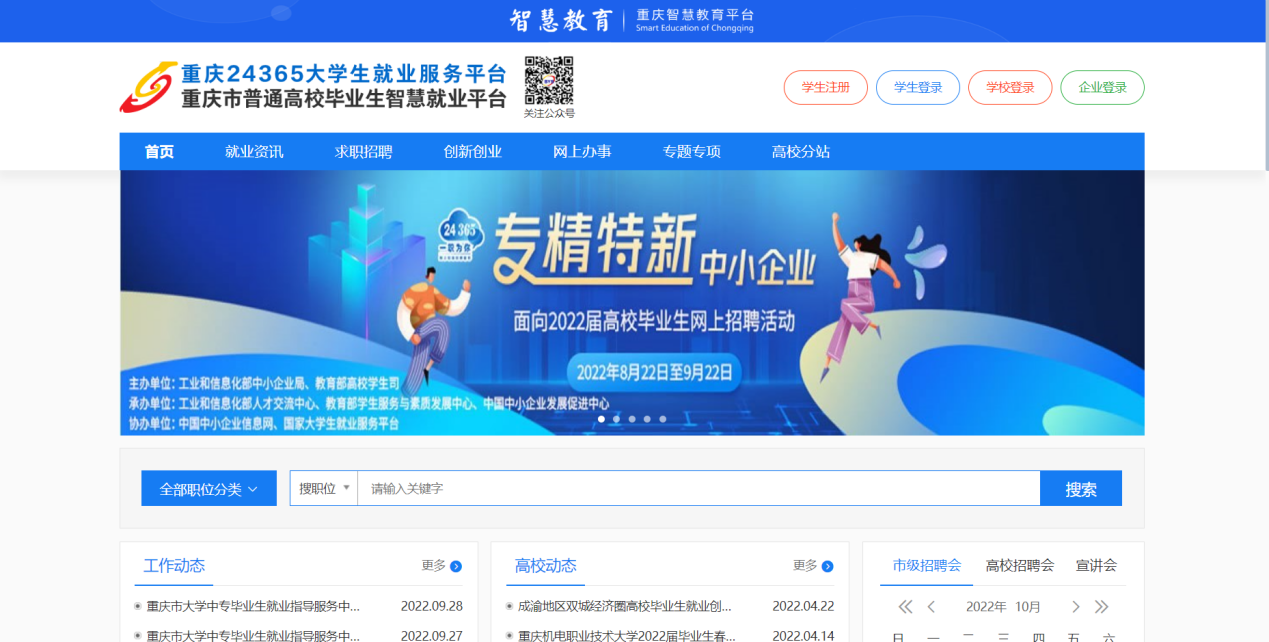 智慧教育
重庆智慧教育平台
Smart Education of Chongqing
重庆24365大学生就业服务平台
重庆市普通高校毕业生智慧就业平台
关注公众号
学生注册 学生登录 学校登录 企业登录
首页 就业资讯 求职招聘 创新创业 网上办事 专题专项 高校分站
24365
一职为你
专精特新中小企业
面向2022届高校毕业生网上招聘活动
2022年8月22日至9月22日
主办单位：工业和信息化部中小企业局、教育部高校学生司
承办单位：工业和信息化部人才交流中心、教育部学生服务与素质发展中心、中国中小企业发展促进中心
协办单位：中国中小企业信息网、国家大学生就业服务平台
全部职位分类 搜职位 请输入关键字 搜索
工作动态 更多
重庆市大学中专毕业生就业指导服务中... 2022.09.28
重庆市大学中专毕业生就业指导服务中... 2022.09.27
高校动态 更多
成渝地区双城经济圈高校毕业生就业创... 2022.04.22
重庆机电职业技术大学2022届毕业生春... 2022.04.14
市级招聘会 高校招聘会 宣讲会
2022年 10月
日 一 二 三 四 五 六